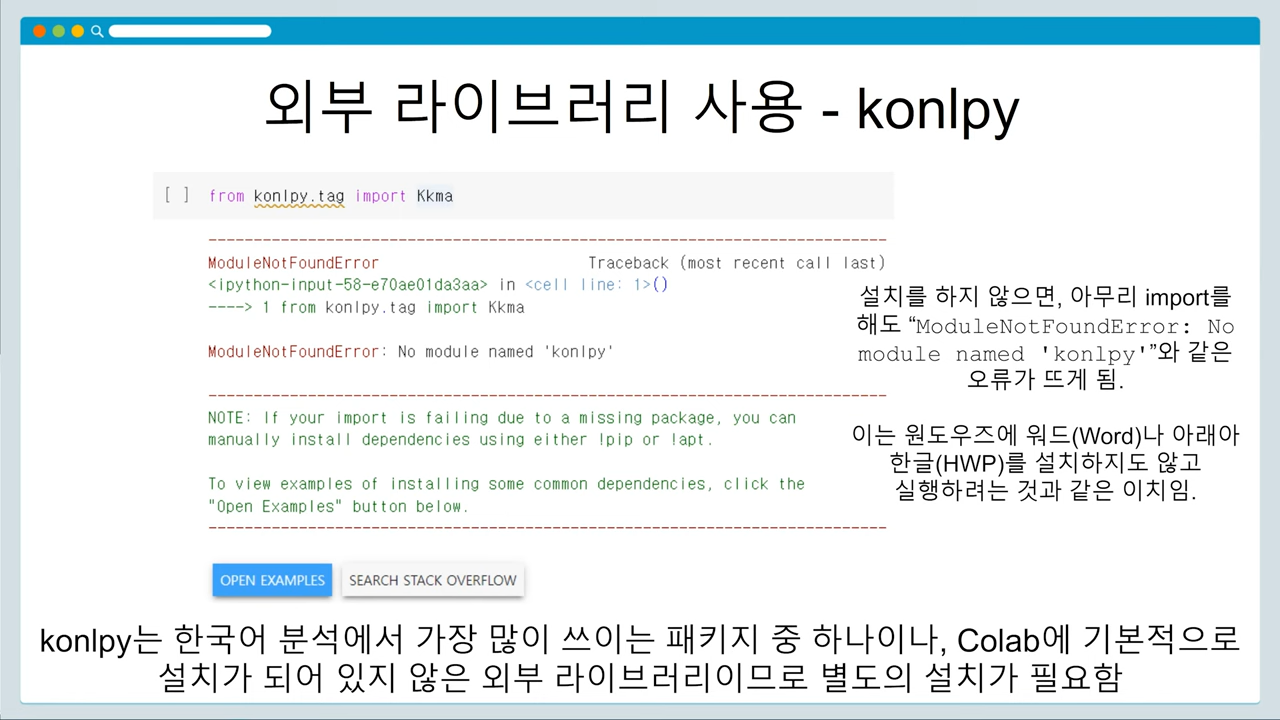 외부 라이브러리 사용 - konlpy
[ ] from konlpy.tag import Kkma
---------------------------------------------------------------------------
ModuleNotFoundError Traceback (most recent call last)
<ipython-input-58-e70ae01da3aa> in <cell line: 1>()
----> 1 from konlpy.tag import Kkma
ModuleNotFoundError: No module named 'konlpy'
---------------------------------------------------------------------------
NOTE: If your import is failing due to a missing package, you can
manually install dependencies using either !pip or !apt.
To view examples of installing some common dependencies, click the
"Open Examples" button below.
---------------------------------------------------------------------------
OPEN EXAMPLES SEARCH STACK OVERFLOW
설치를 하지 않으면, 아무리 import를
해도 “ModuleNotFoundError: No
module named 'konlpy'”와 같은
오류가 뜨게 됨.
이는 윈도우즈에 워드(Word)나 아래아
한글(HWP)를 설치하지도 않고
실행하려는 것과 같은 이치임.
konlpy는 한국어 분석에서 가장 많이 쓰이는 패키지 중 하나이나, Colab에 기본적으로
설치가 되어 있지 않은 외부 라이브러리이므로 별도의 설치가 필요함